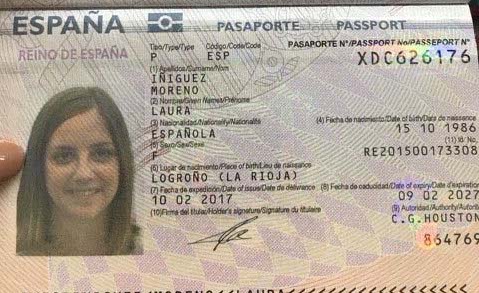 ESPAÑA PASAPORTE PASSPORT
REINO DE ESPAÑA Tipo/Type/Type Código/Code/Code PASAPORTE Nº/PASSPORT No/PASSEPORT Nº
P ESP XDC626176
(1) Apellidos/Surname/Nom
IÑIGUEZ
MORENO
(2) Nombre/Given Names/Prénoms
LAURA
(3) Nacionalidad/Nationality/Nationalité (4) Fecha de nacimiento/Date of birth/Date de naissance
ESPAÑOLA 15 10 1986
(5) Sexo/Sex/Sexe
F RE201500173308
(6) Lugar de nacimiento/Place of birth/Lieu de naissance
LOGROÑO (LA RIOJA)
(7) Fecha de expedición/Date of issue/Date de délivrance (8) Fecha de caducidad/Date of expiry/Date d'expiration
10 02 2017 09 02 2027
(10) Firma del titular/Holder's signature/Signature du titulaire (9) Autoridad/Authority/Autorité
C.G.HOUSTON
864769